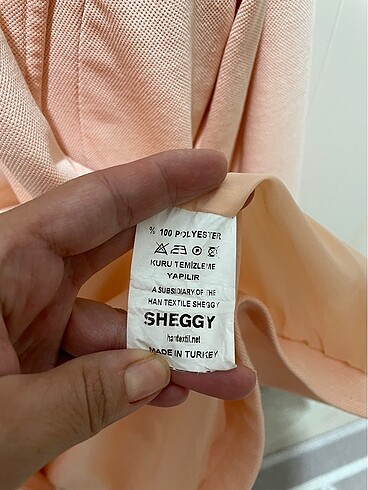 % 100 POLYESTER
KURU TEMİZLEME
YAPILIR
A SUBSIDIARY OF THE
HAN TEXTILE SHEGGY
SHEGGY
hantextil.net
MADE IN TURKEY